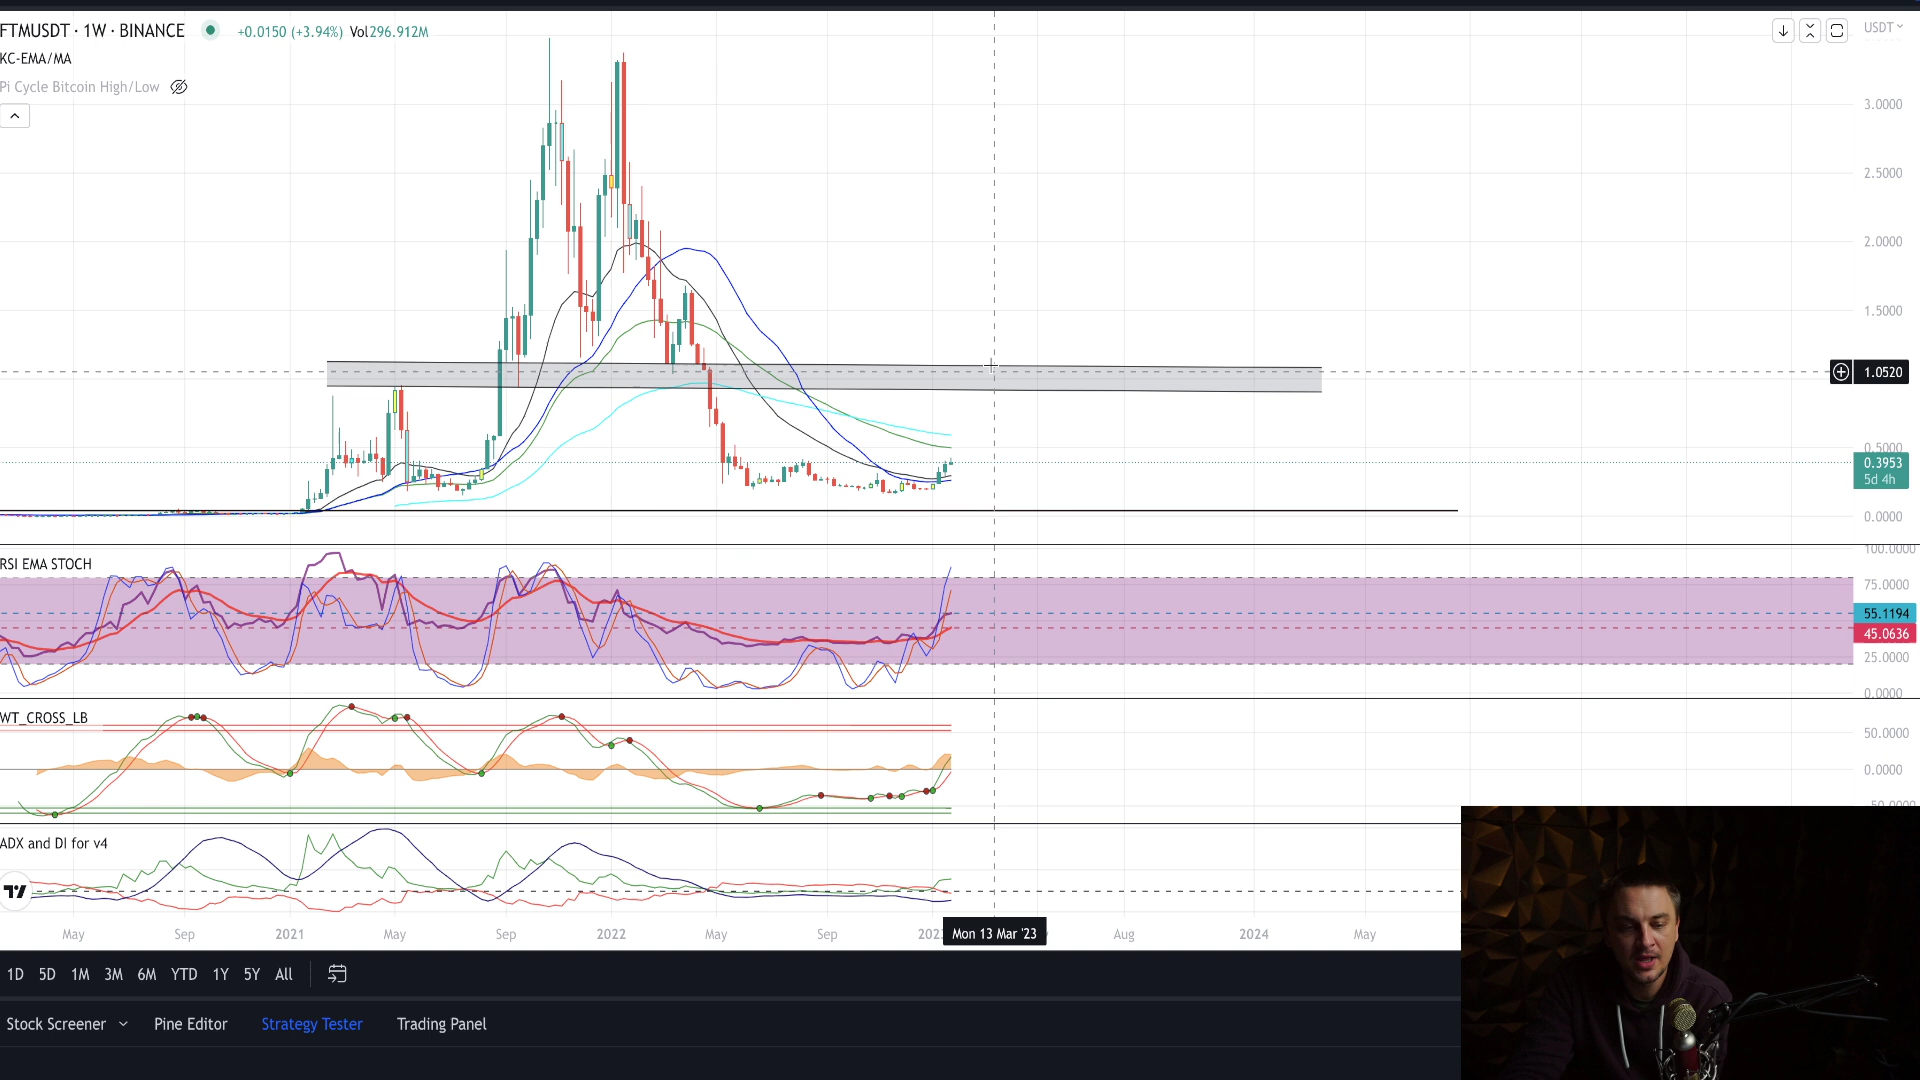 FTMUSDT · 1W · BINANCE +0.0150 (+3.94%) Vol296.912M
USDT
KC-EMA/MA
Pi Cycle Bitcoin High/Low
3.0000
2.5000
2.0000
1.5000
1.0520
0.5000
0.3953
5d 4h
0.0000
100.0000
RSI EMA STOCH
75.0000
55.1194
45.0636
25.0000
0.0000
WT_CROSS_LB
50.0000
0.0000
-50.0000
ADX and DI for v4
May Sep 2021 May Sep 2022 May Sep Mon 13 Mar '23 Aug 2024 May
1D 5D 1M 3M 6M YTD 1Y 5Y All
Stock Screener Pine Editor Strategy Tester Trading Panel